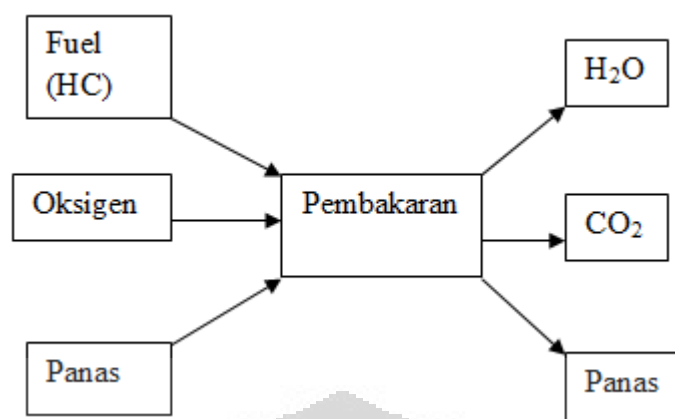 Fuel
(HC)
H₂O
Oksigen
Pembakaran
CO₂
Panas
Panas